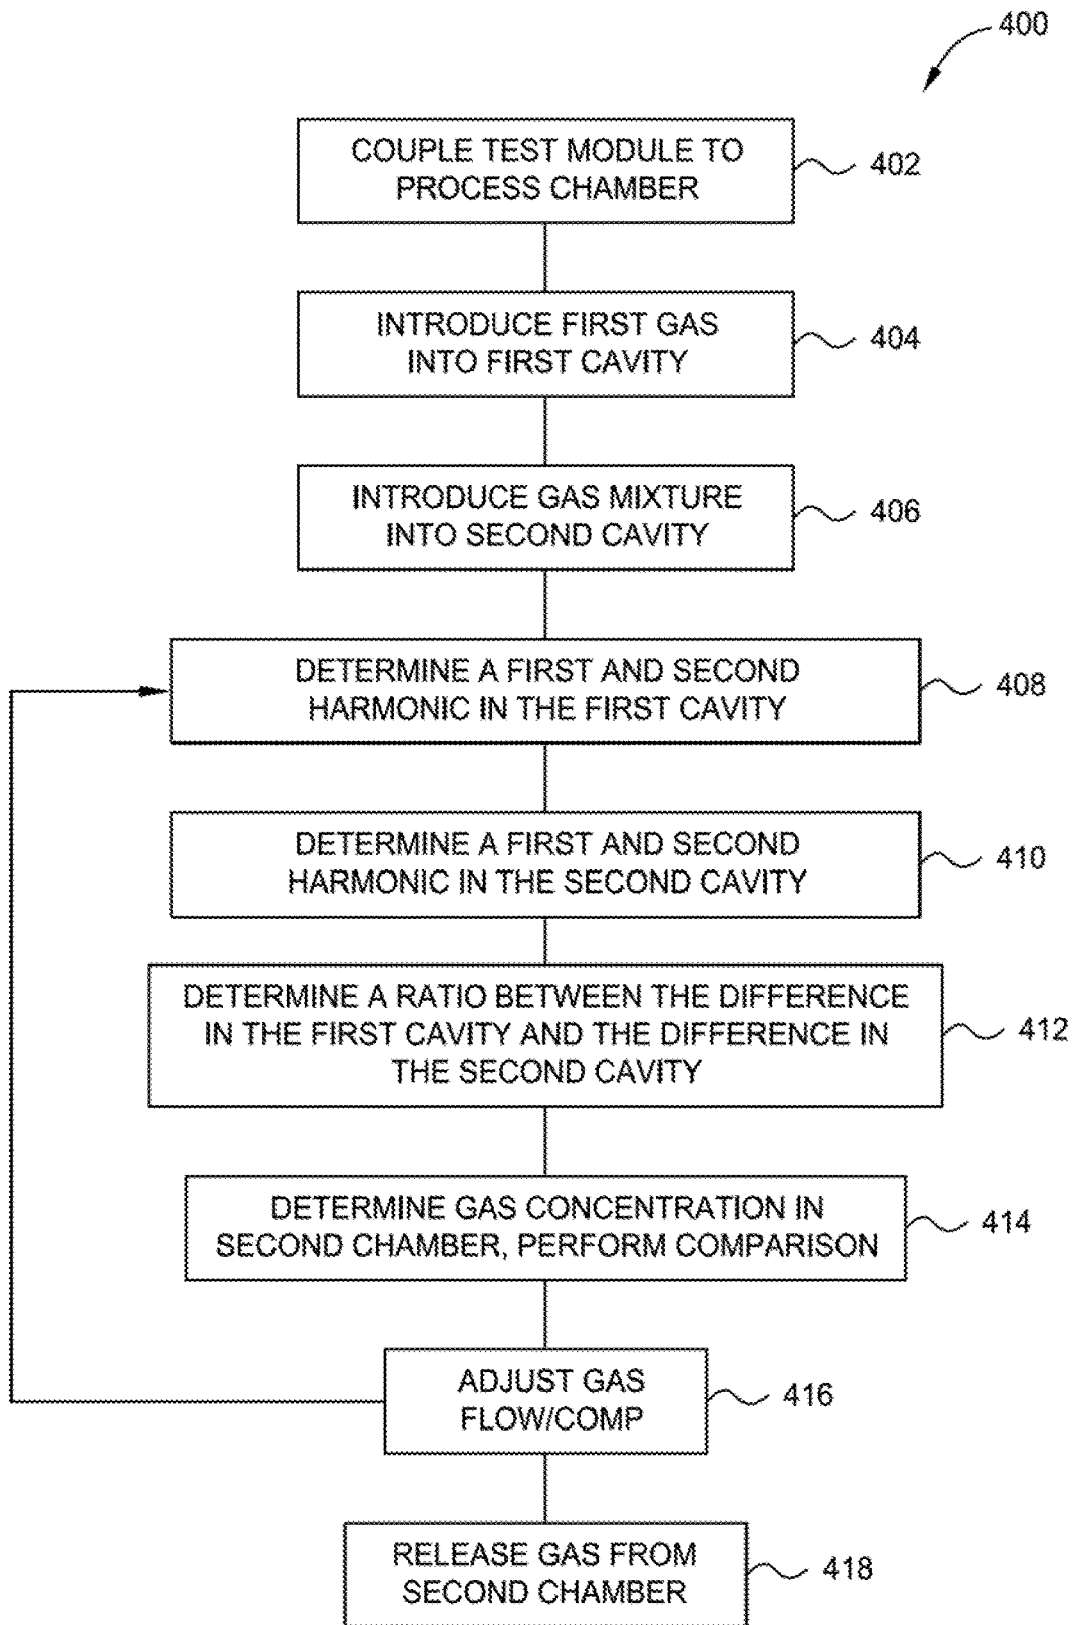 400
COUPLE TEST MODULE TO
PROCESS CHAMBER
402
INTRODUCE FIRST GAS
INTO FIRST CAVITY
404
INTRODUCE GAS MIXTURE
INTO SECOND CAVITY
406
DETERMINE A FIRST AND SECOND
HARMONIC IN THE FIRST CAVITY
408
DETERMINE A FIRST AND SECOND
HARMONIC IN THE SECOND CAVITY
410
DETERMINE A RATIO BETWEEN THE DIFFERENCE
IN THE FIRST CAVITY AND THE DIFFERENCE IN
THE SECOND CAVITY
412
DETERMINE GAS CONCENTRATION IN
SECOND CHAMBER, PERFORM COMPARISON
414
ADJUST GAS
FLOW/COMP
416
RELEASE GAS FROM
SECOND CHAMBER
418